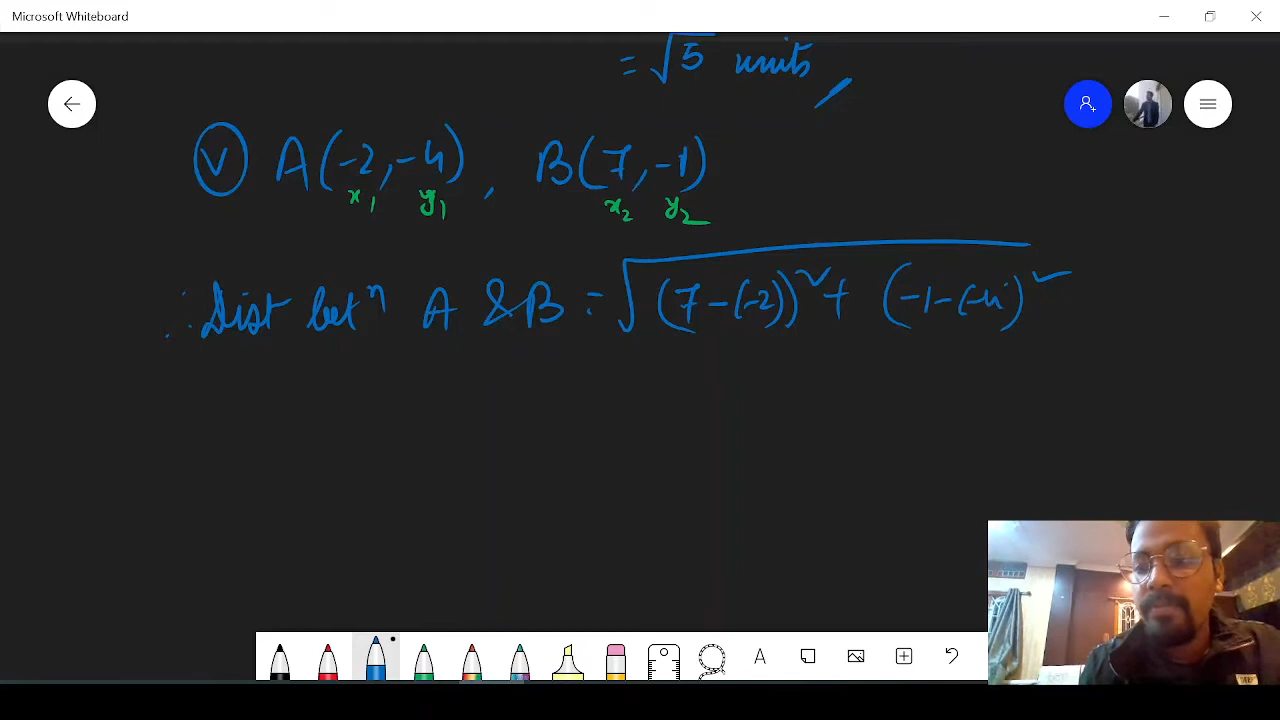 Microsoft Whiteboard
= √5 units
V A(-2, -4), B(7, -1)
x₁ y₁ x₂ y₂
∴ Dist betⁿ A & B = √(7-(-2))² + (-1-(-4)²
A